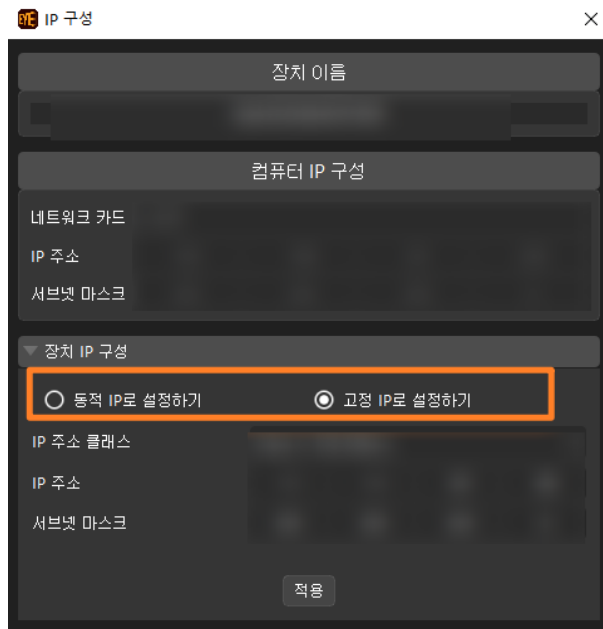 EYE IP 구성
장치 이름
컴퓨터 IP 구성
네트워크 카드
IP 주소
서브넷 마스크
장치 IP 구성
동적 IP로 설정하기 고정 IP로 설정하기
IP 주소 클래스
IP 주소
서브넷 마스크
적용